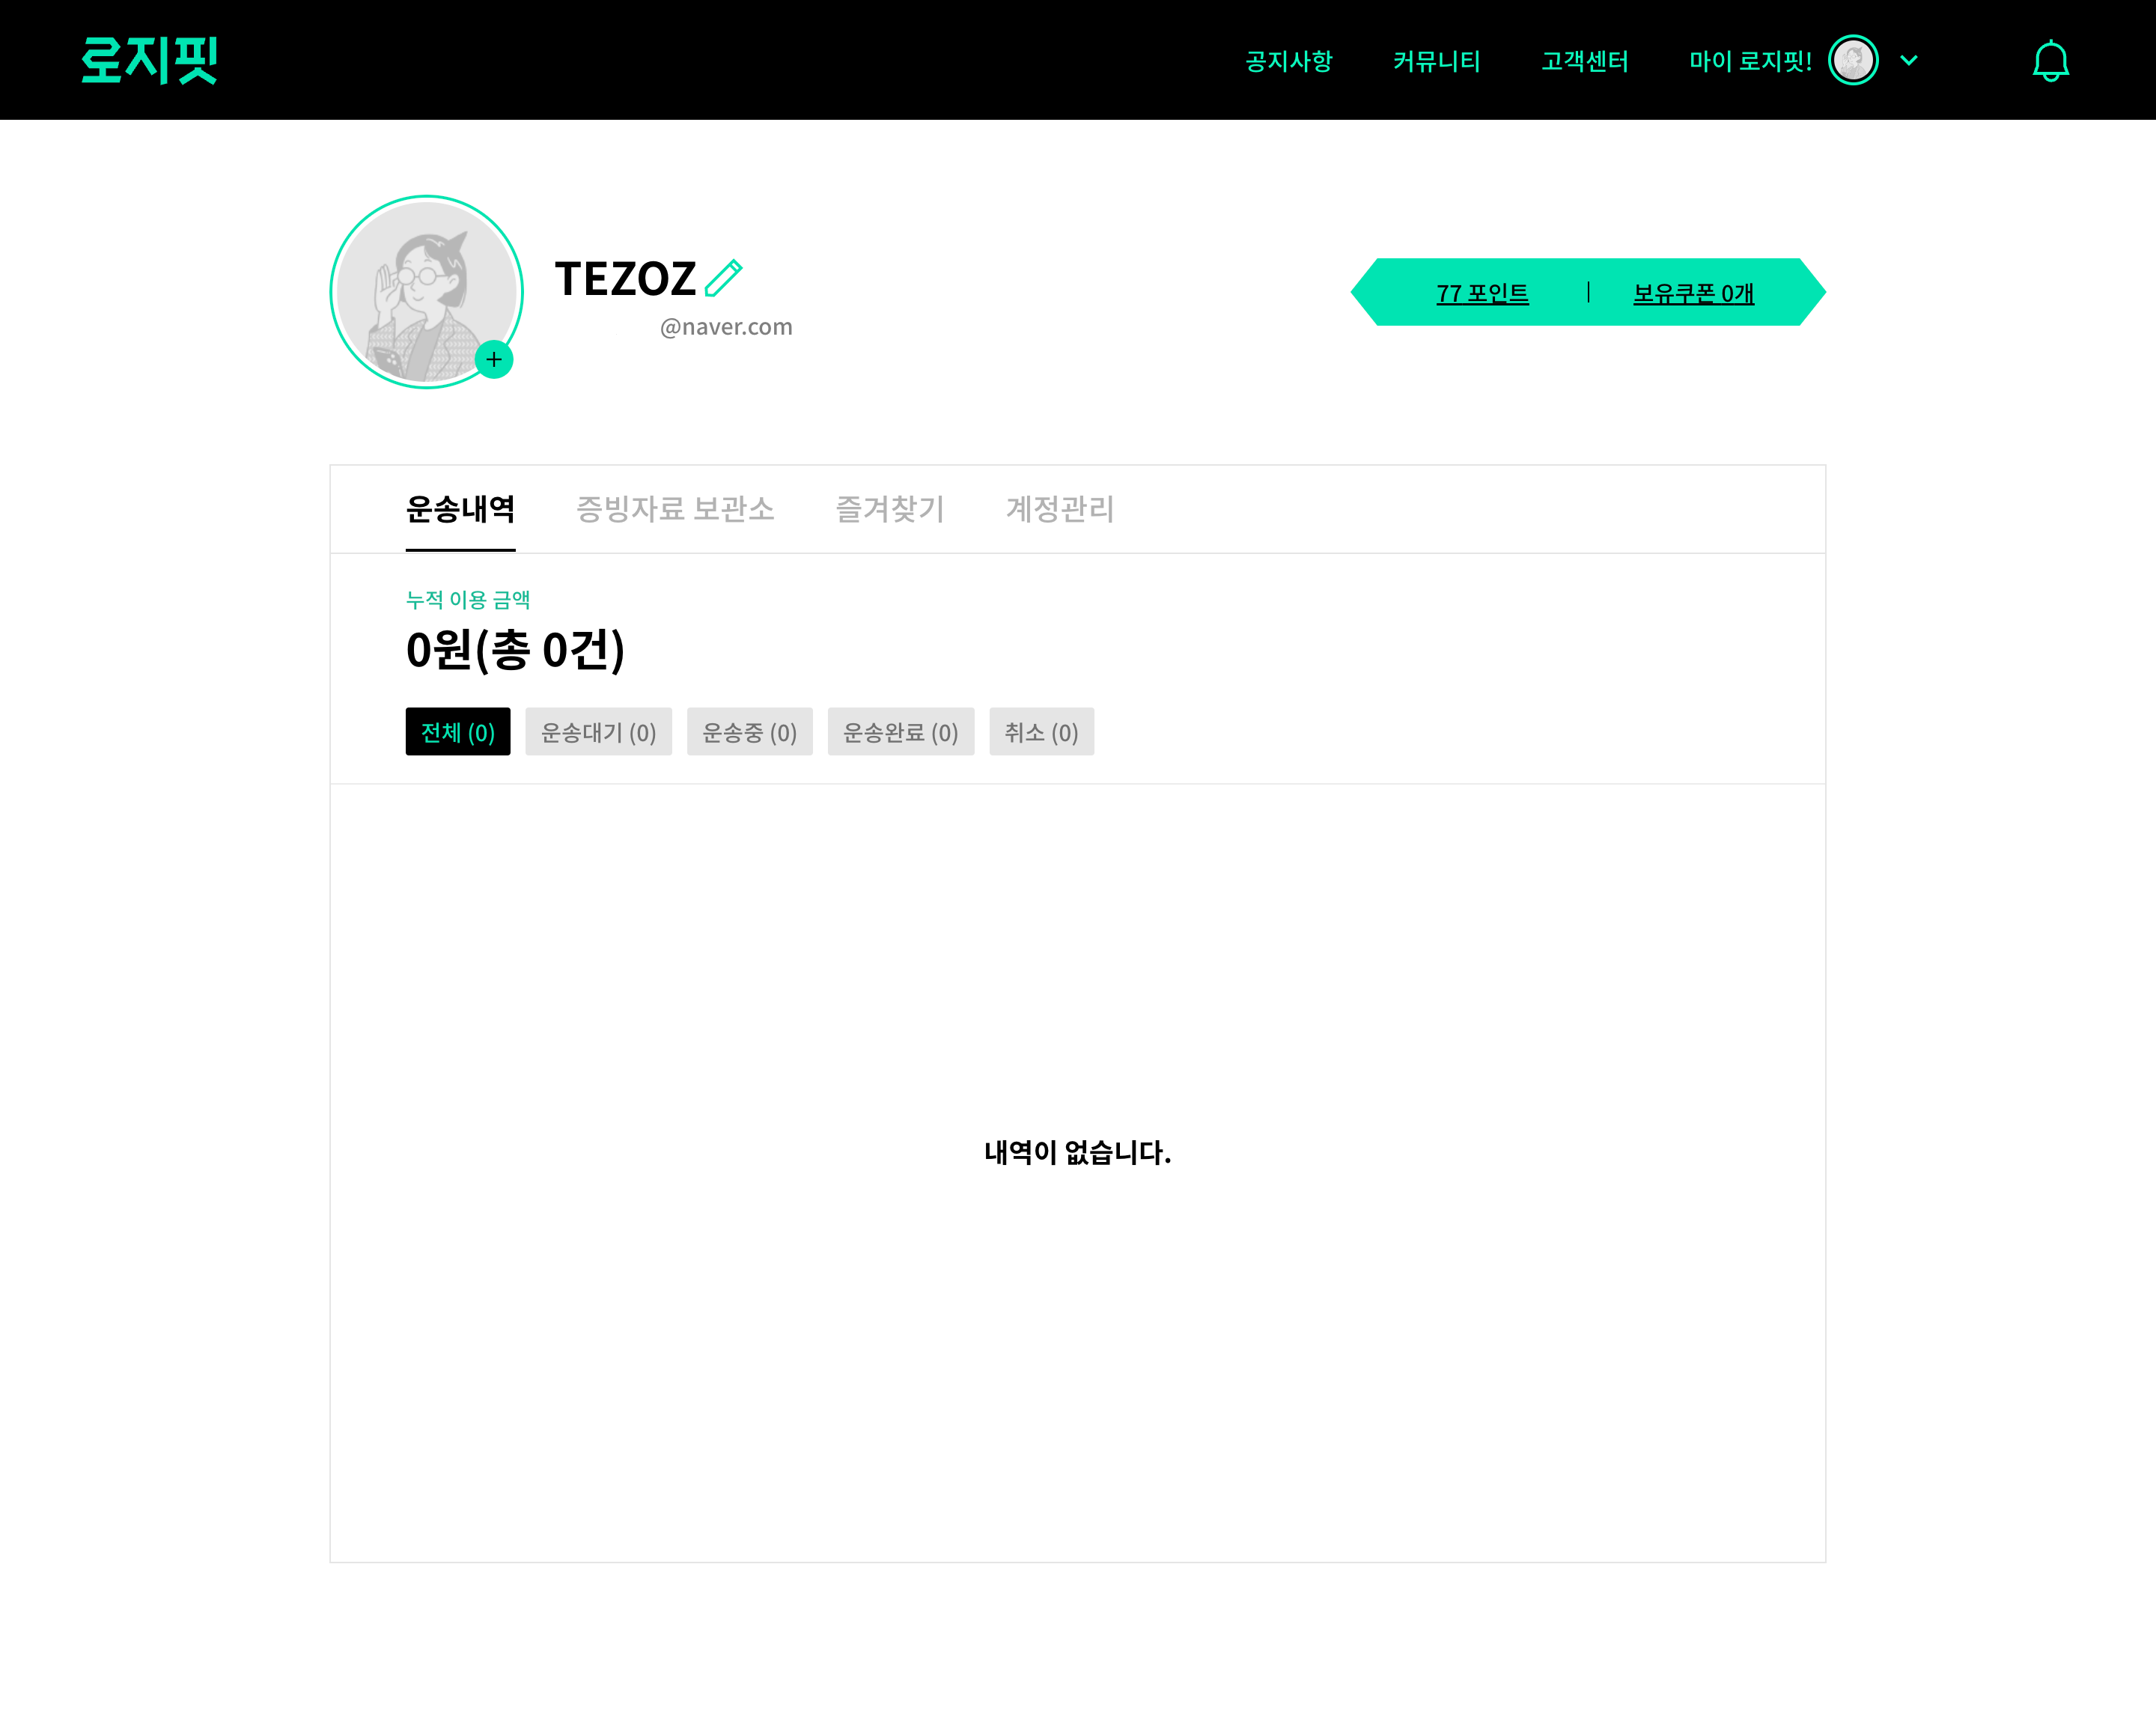 로지핏
공지사항 커뮤니티 고객센터 마이 로지핏!
TEZOZ
@naver.com
77 포인트 | 보유쿠폰 0개
운송내역 증빙자료 보관소 즐겨찾기 계정관리
누적 이용 금액
0원(총 0건)
전체 (0) 운송대기 (0) 운송중 (0) 운송완료 (0) 취소 (0)
내역이 없습니다.